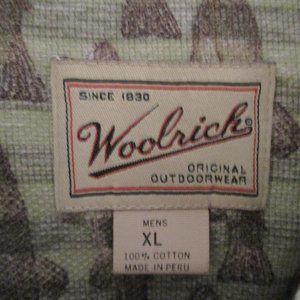 SINCE 1830
Woolrich®
ORIGINAL
OUTDOORWEAR
MENS
XL
100% COTTON
MADE IN PERU